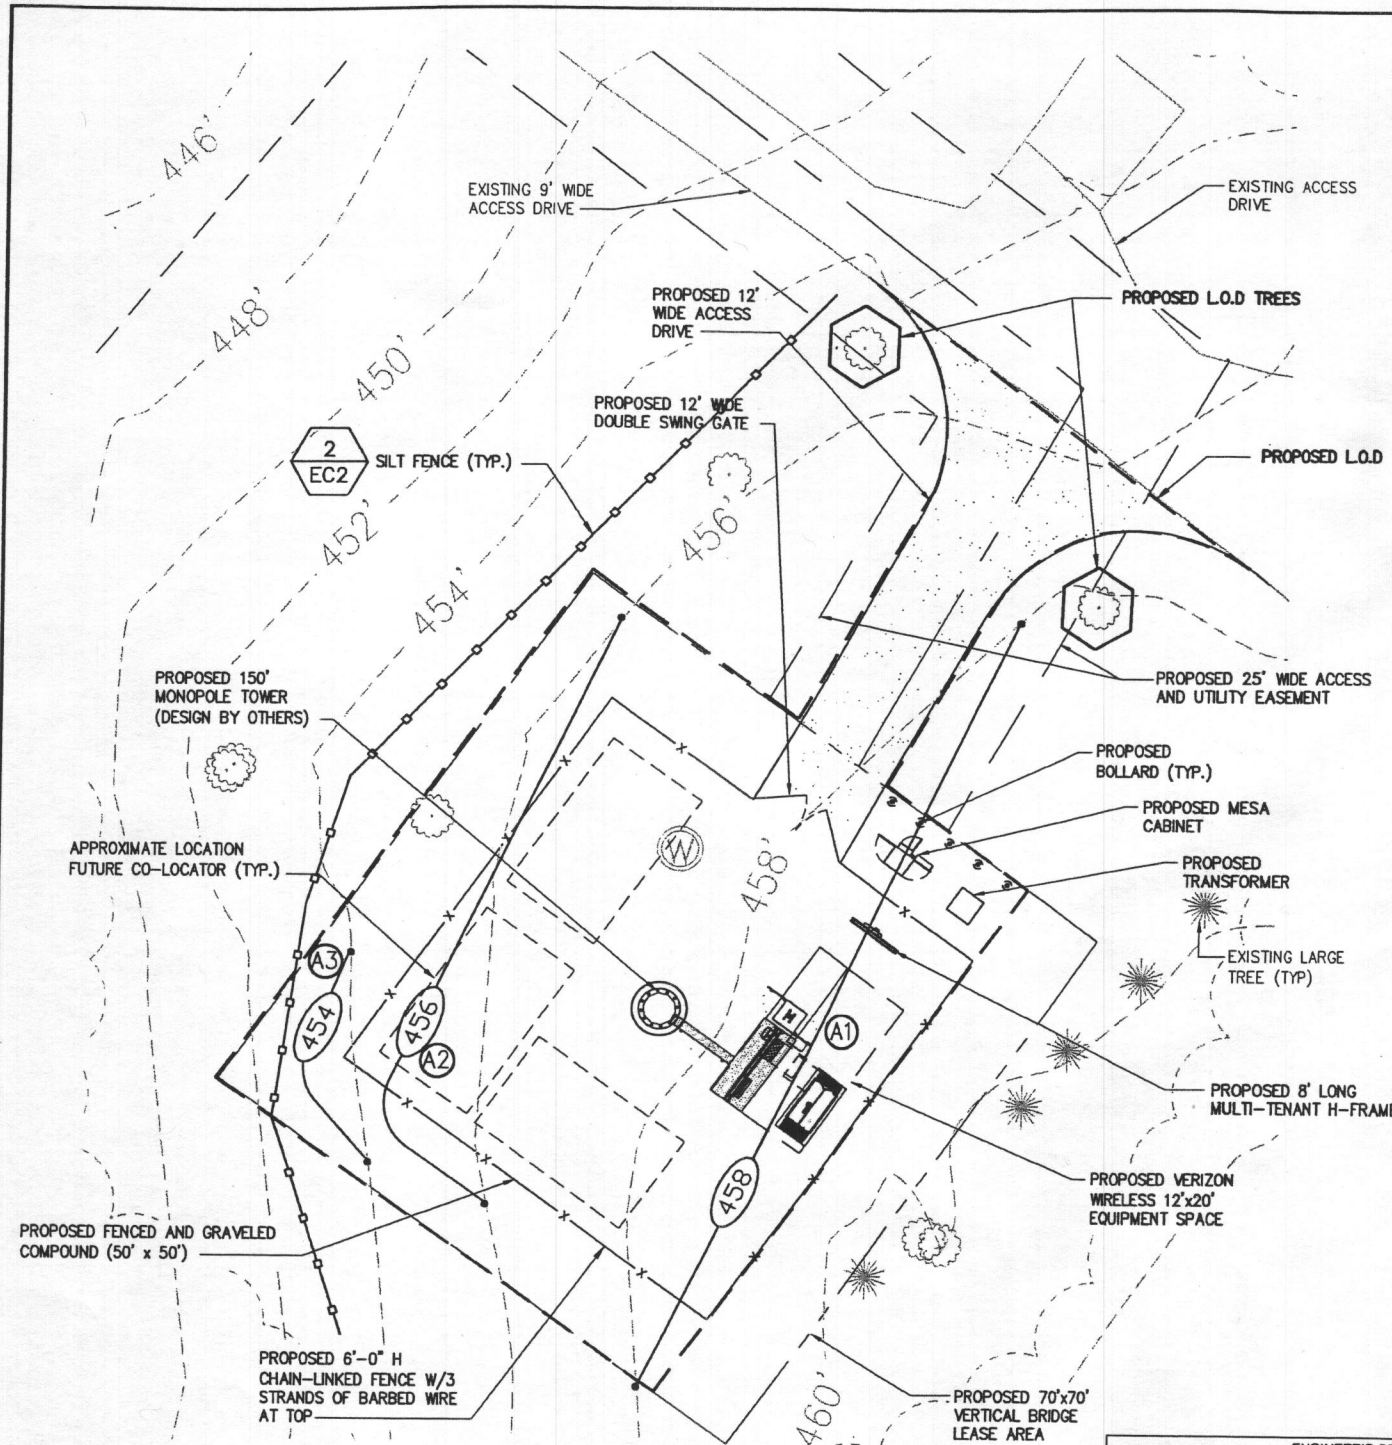 446'
EXISTING 9' WIDE
ACCESS DRIVE
EXISTING ACCESS
DRIVE
448'
PROPOSED 12'
WIDE ACCESS
DRIVE
PROPOSED L.O.D TREES
450'
PROPOSED 12' WIDE
DOUBLE SWING GATE
2
EC2
SILT FENCE (TYP.)
PROPOSED L.O.D
452'
456'
454'
PROPOSED 150'
MONOPOLE TOWER
(DESIGN BY OTHERS)
PROPOSED 25' WIDE ACCESS
AND UTILITY EASEMENT
PROPOSED
BOLLARD (TYP.)
PROPOSED MESA
CABINET
APPROXIMATE LOCATION
FUTURE CO-LOCATOR (TYP.)
W
458'
PROPOSED
TRANSFORMER
EXISTING LARGE
TREE (TYP)
A3
454
456
A2
M
A1
PROPOSED 8' LONG
MULTI-TENANT H-FRAME
458
PROPOSED VERIZON
WIRELESS 12'x20'
EQUIPMENT SPACE
PROPOSED FENCED AND GRAVELED
COMPOUND (50' x 50')
PROPOSED 6'-0" H
CHAIN-LINKED FENCE W/3
STRANDS OF BARBED WIRE
AT TOP
460'
PROPOSED 70'x70'
VERTICAL BRIDGE
LEASE AREA